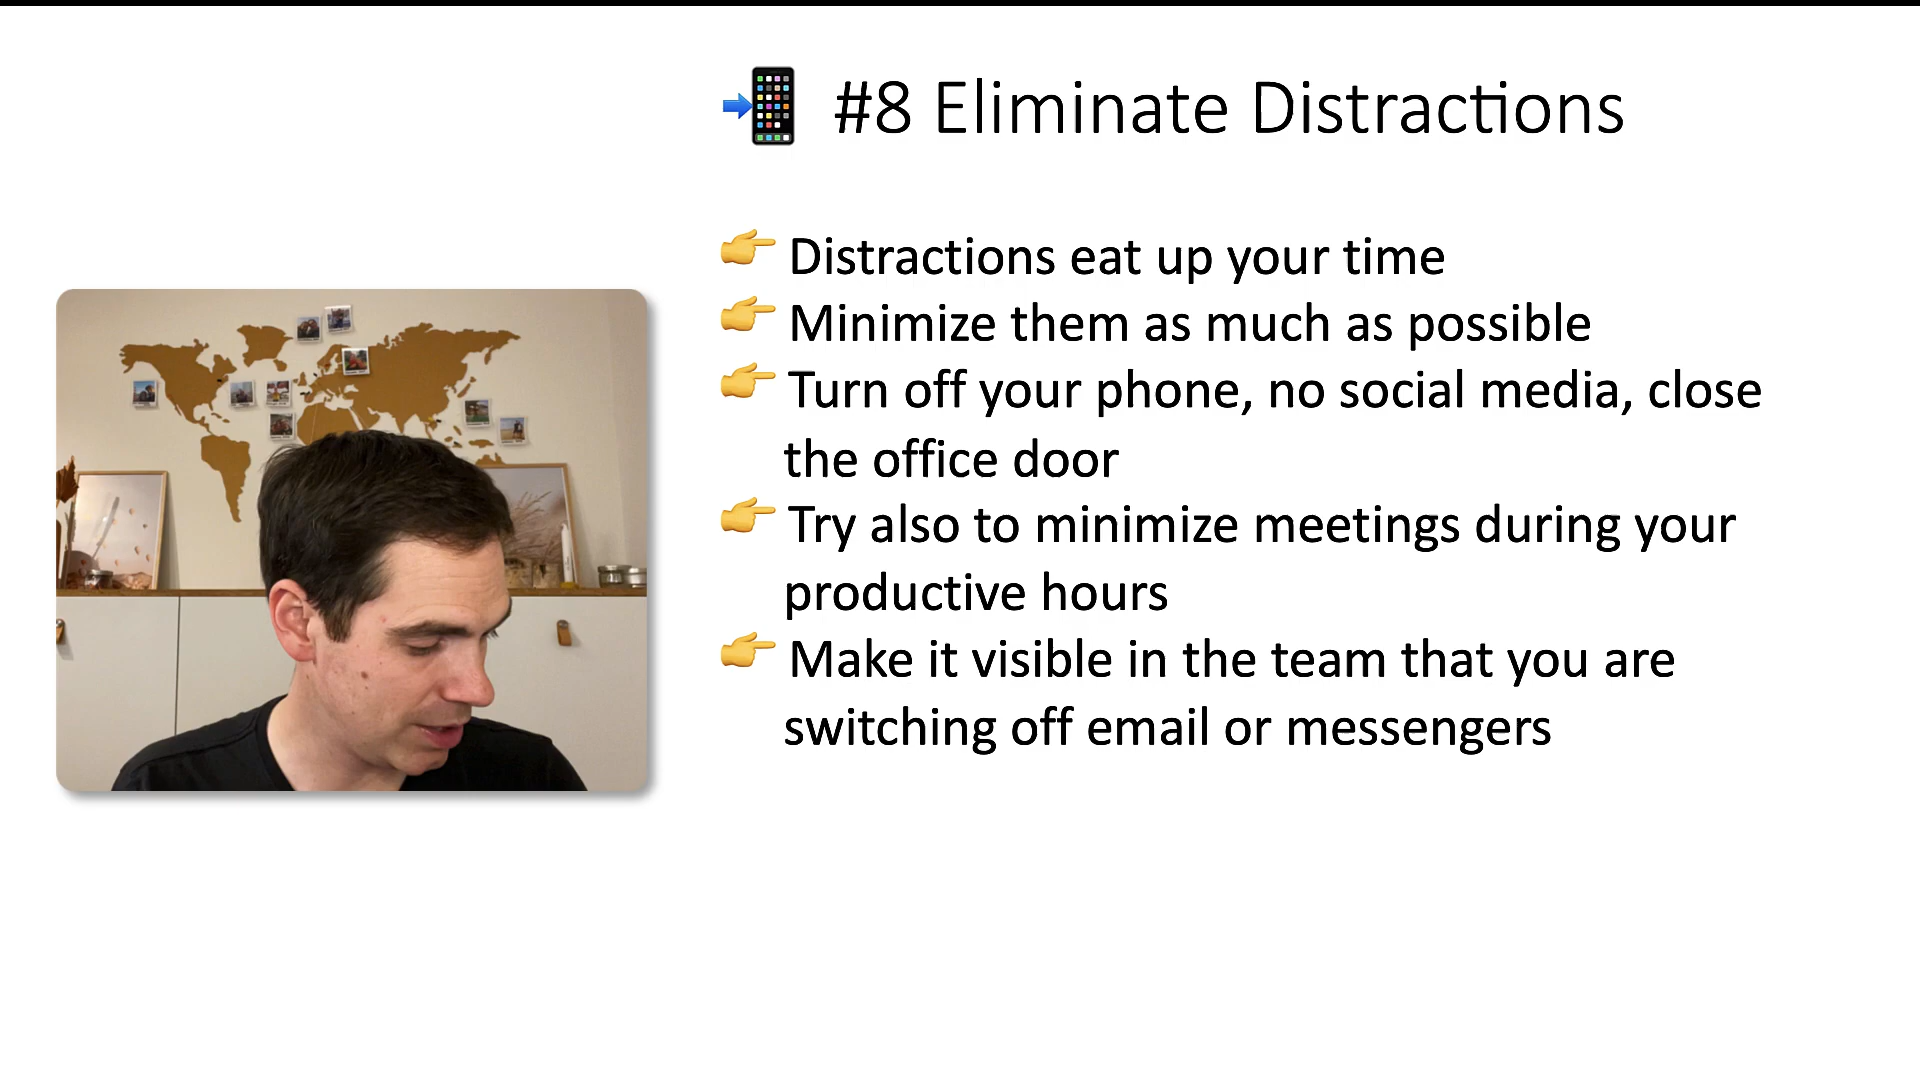 📲 #8 Eliminate Distractions
👉 Distractions eat up your time
👉 Minimize them as much as possible
👉 Turn off your phone, no social media, close
the office door
👉 Try also to minimize meetings during your
productive hours
👉 Make it visible in the team that you are
switching off email or messengers